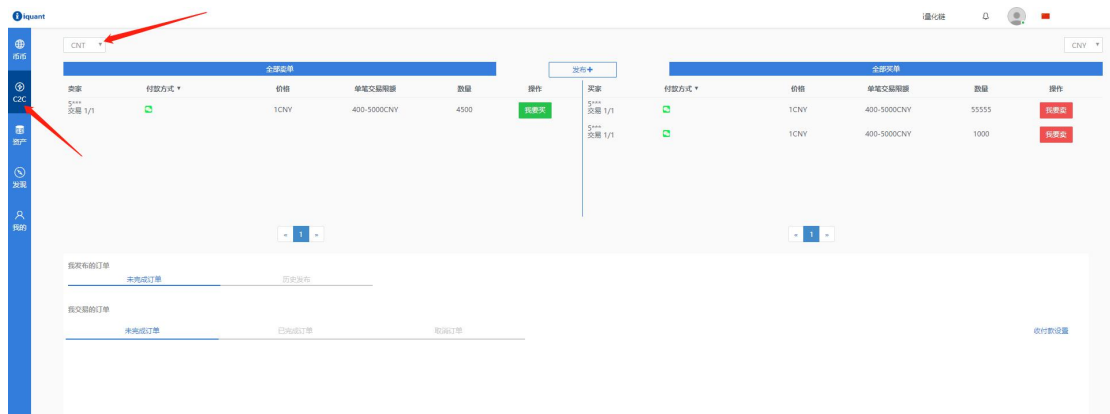 iquant
i量化链
币币
C2C
资产
发现
我的
CNT
CNY
全部卖单
发布+
全部买单
卖家 付款方式 价格 单笔交易限额 数量 操作
5***
交易 1/1 1CNY 400-5000CNY 4500 我要买
买家 付款方式 价格 单笔交易限额 数量 操作
5***
交易 1/1 1CNY 400-5000CNY 55555 我要卖
5***
交易 1/1 1CNY 400-5000CNY 1000 我要卖
« 1 »
« 1 »
我发布的订单
未完成订单 历史发布
我交易的订单
未完成订单 已完成订单 取消订单
收付款设置